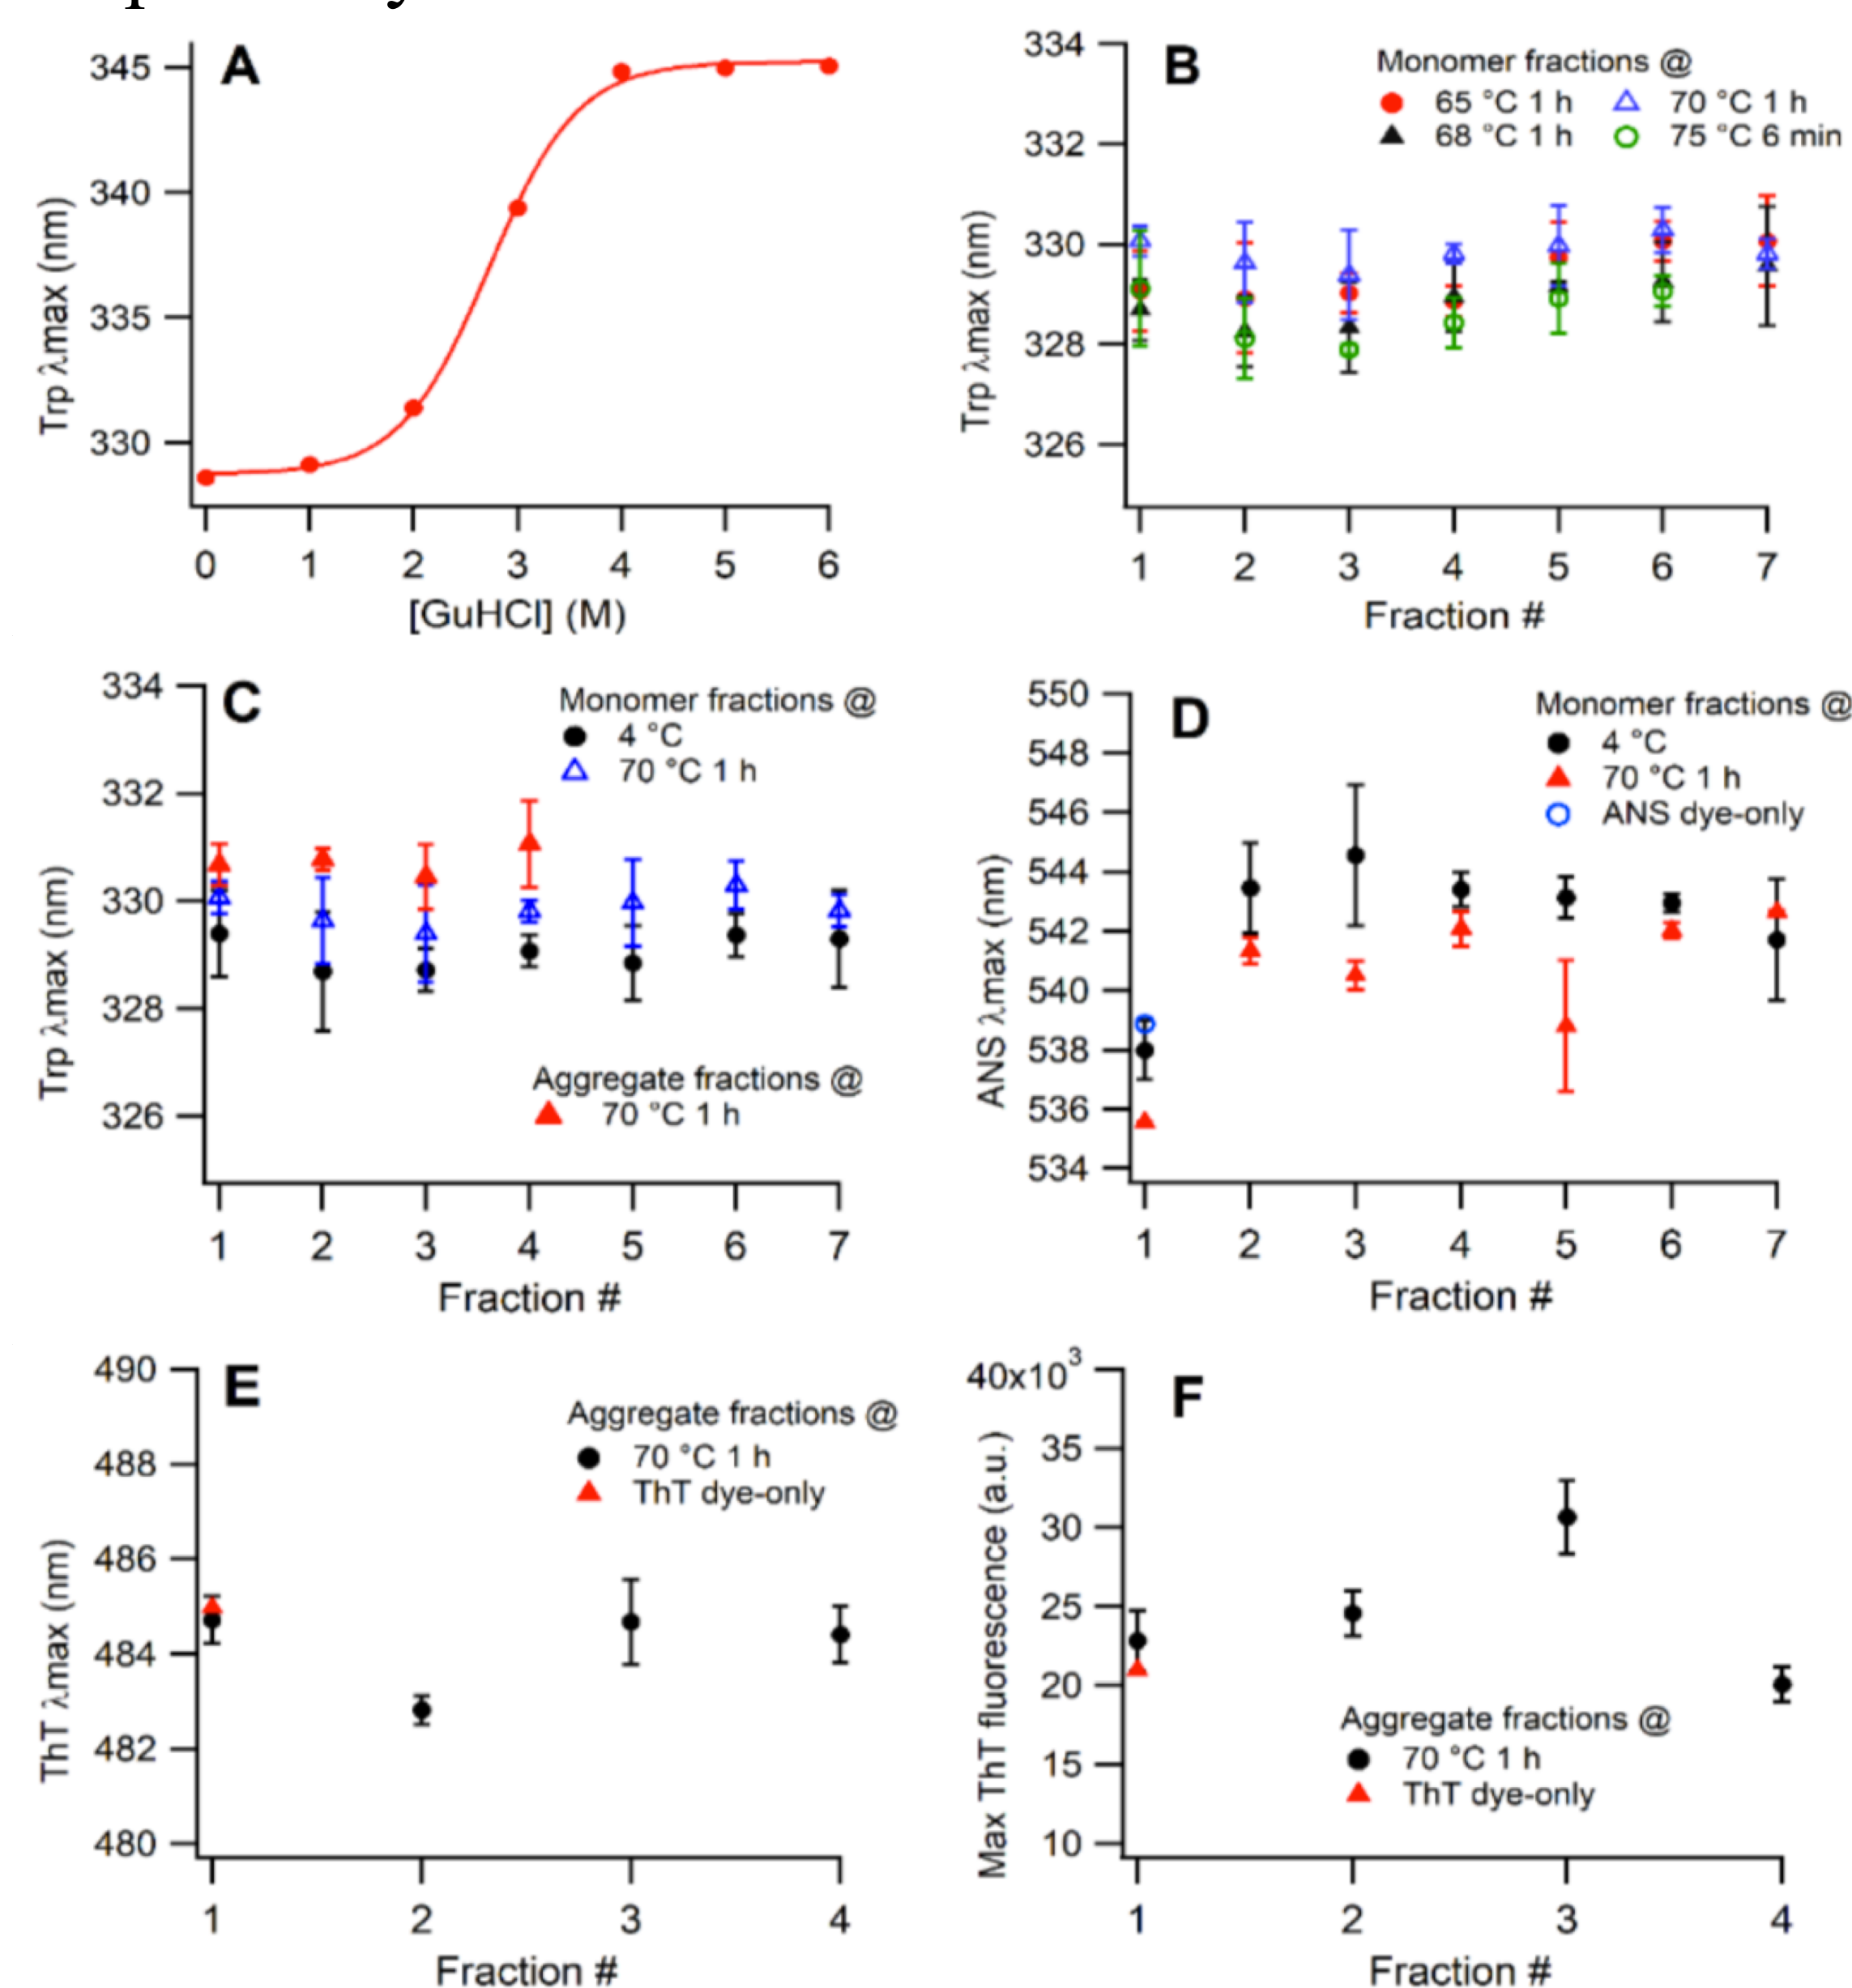 A
345
340
335
330
Trp λmax (nm)
0 1 2 3 4 5 6
[GuHCl] (M)
B
Monomer fractions @
65 °C 1 h 70 °C 1 h
68 °C 1 h 75 °C 6 min
334
332
330
328
326
Trp λmax (nm)
1 2 3 4 5 6 7
Fraction #
C
Monomer fractions @
4 °C
70 °C 1 h
334
332
330
328
326
Trp λmax (nm)
Aggregate fractions @
70 °C 1 h
1 2 3 4 5 6 7
Fraction #
D
Monomer fractions @
4 °C
70 °C 1 h
ANS dye-only
550
548
546
544
542
540
538
536
534
ANS λmax (nm)
1 2 3 4 5 6 7
Fraction #
E
Aggregate fractions @
70 °C 1 h
ThT dye-only
490
488
486
484
482
480
ThT λmax (nm)
1 2 3 4
Fraction #
F
40x10³
35
30
25
20
15
10
Max ThT fluorescence (a.u.)
Aggregate fractions @
70 °C 1 h
ThT dye-only
1 2 3 4
Fraction #